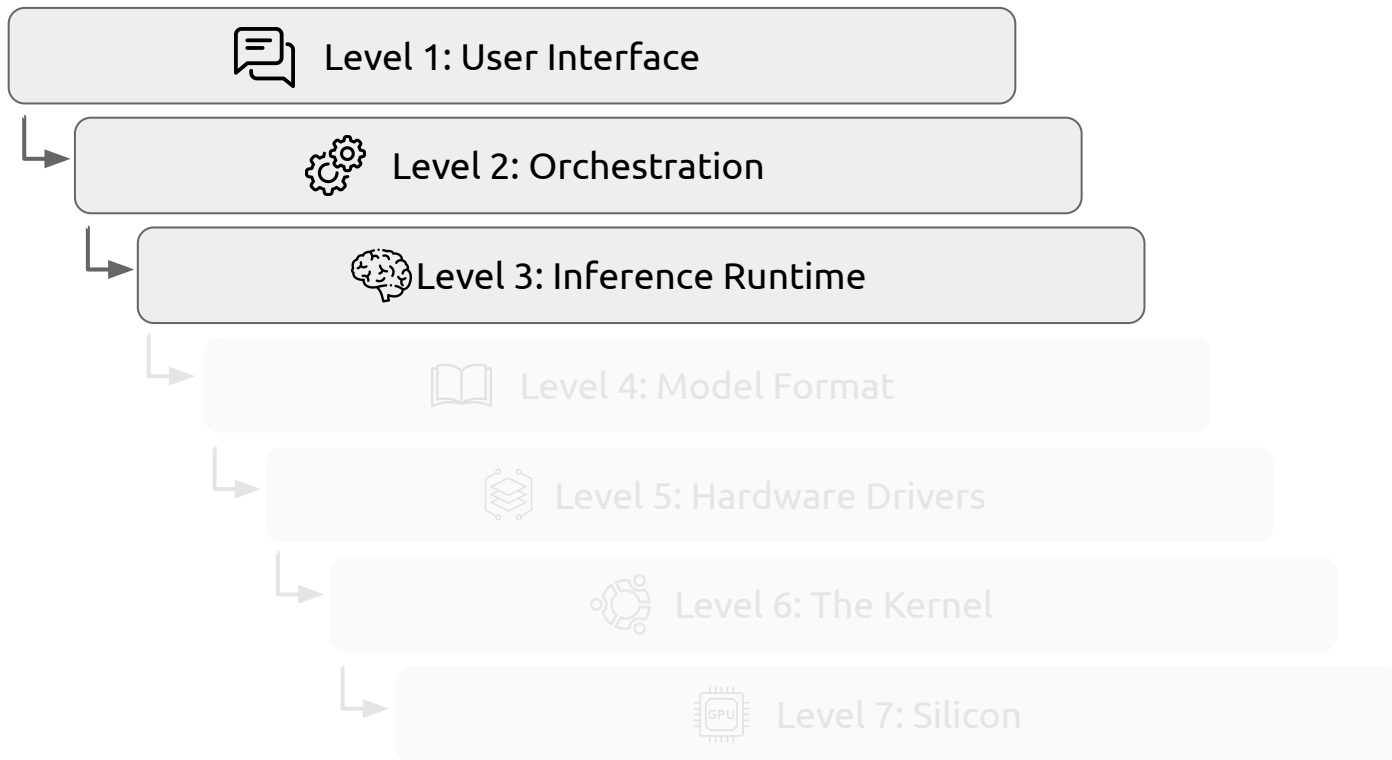 Level 1: User Interface
Level 2: Orchestration
Level 3: Inference Runtime
Level 4: Model Format
Level 5: Hardware Drivers
Level 6: The Kernel
GPU
Level 7: Silicon